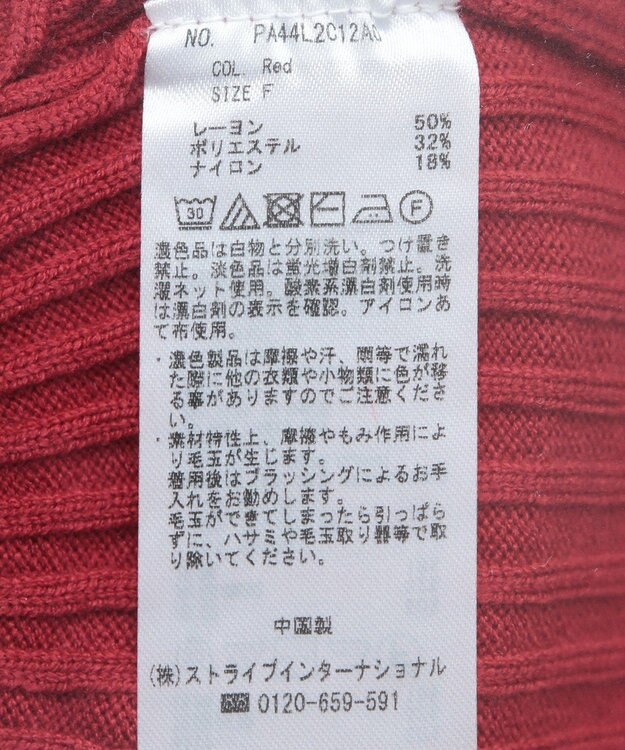 NO. PA44L2C12A0
COL. Red
SIZE F
レーヨン 50%
ポリエステル 32%
ナイロン 18%
30 F
濃色品は白物と分別洗い。つけ置き
禁止。淡色品は蛍光増白剤禁止。洗
濯ネット使用。酸素系漂白剤使用時
は漂白剤の表示を確認。アイロンあ
て布使用。
・濃色製品は摩擦や汗、雨等で濡れ
た際に他の衣類や小物類に色が移
る事がありますのでご注意くださ
い。
・素材特性上、摩擦やもみ作用によ
り毛玉が生じます。
着用後はブラッシングによるお手
入れをお勧めします。
毛玉ができてしまったら引っぱら
ずに、ハサミや毛玉取り器等で取
り除いてください。
中国製
(株)ストライプインターナショナル
0120-659-591